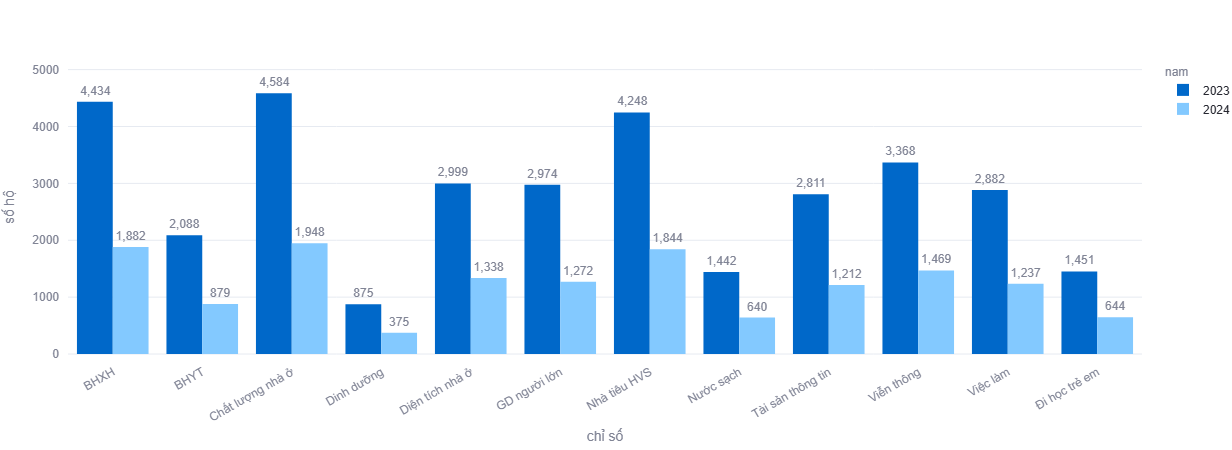 nam
2023
2024
số hộ
5000
4000
3000
2000
1000
0
4,434
1,882
2,088
879
4,584
1,948
875
375
2,999
1,338
2,974
1,272
4,248
1,844
1,442
640
2,811
1,212
3,368
1,469
2,882
1,237
1,451
644
BHXH
BHYT
Chất lượng nhà ở
Dinh dưỡng
Diện tích nhà ở
GD người lớn
Nhà tiêu HVS
Nước sạch
Tài sản thông tin
Viễn thông
Việc làm
Đi học trẻ em
chỉ số